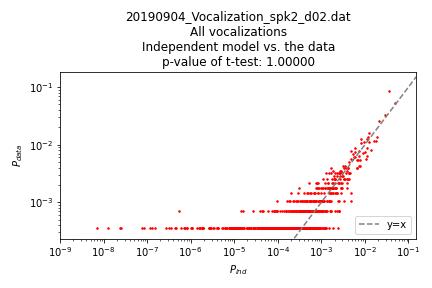 20190904_Vocalization_spk2_d02.dat
All vocalizations
Independent model vs. the data
p-value of t-test: 1.00000
10⁻¹
10⁻²
10⁻³
P_data
10⁻⁹ 10⁻⁸ 10⁻⁷ 10⁻⁶ 10⁻⁵ 10⁻⁴ 10⁻³ 10⁻² 10⁻¹
P_ind
y=x